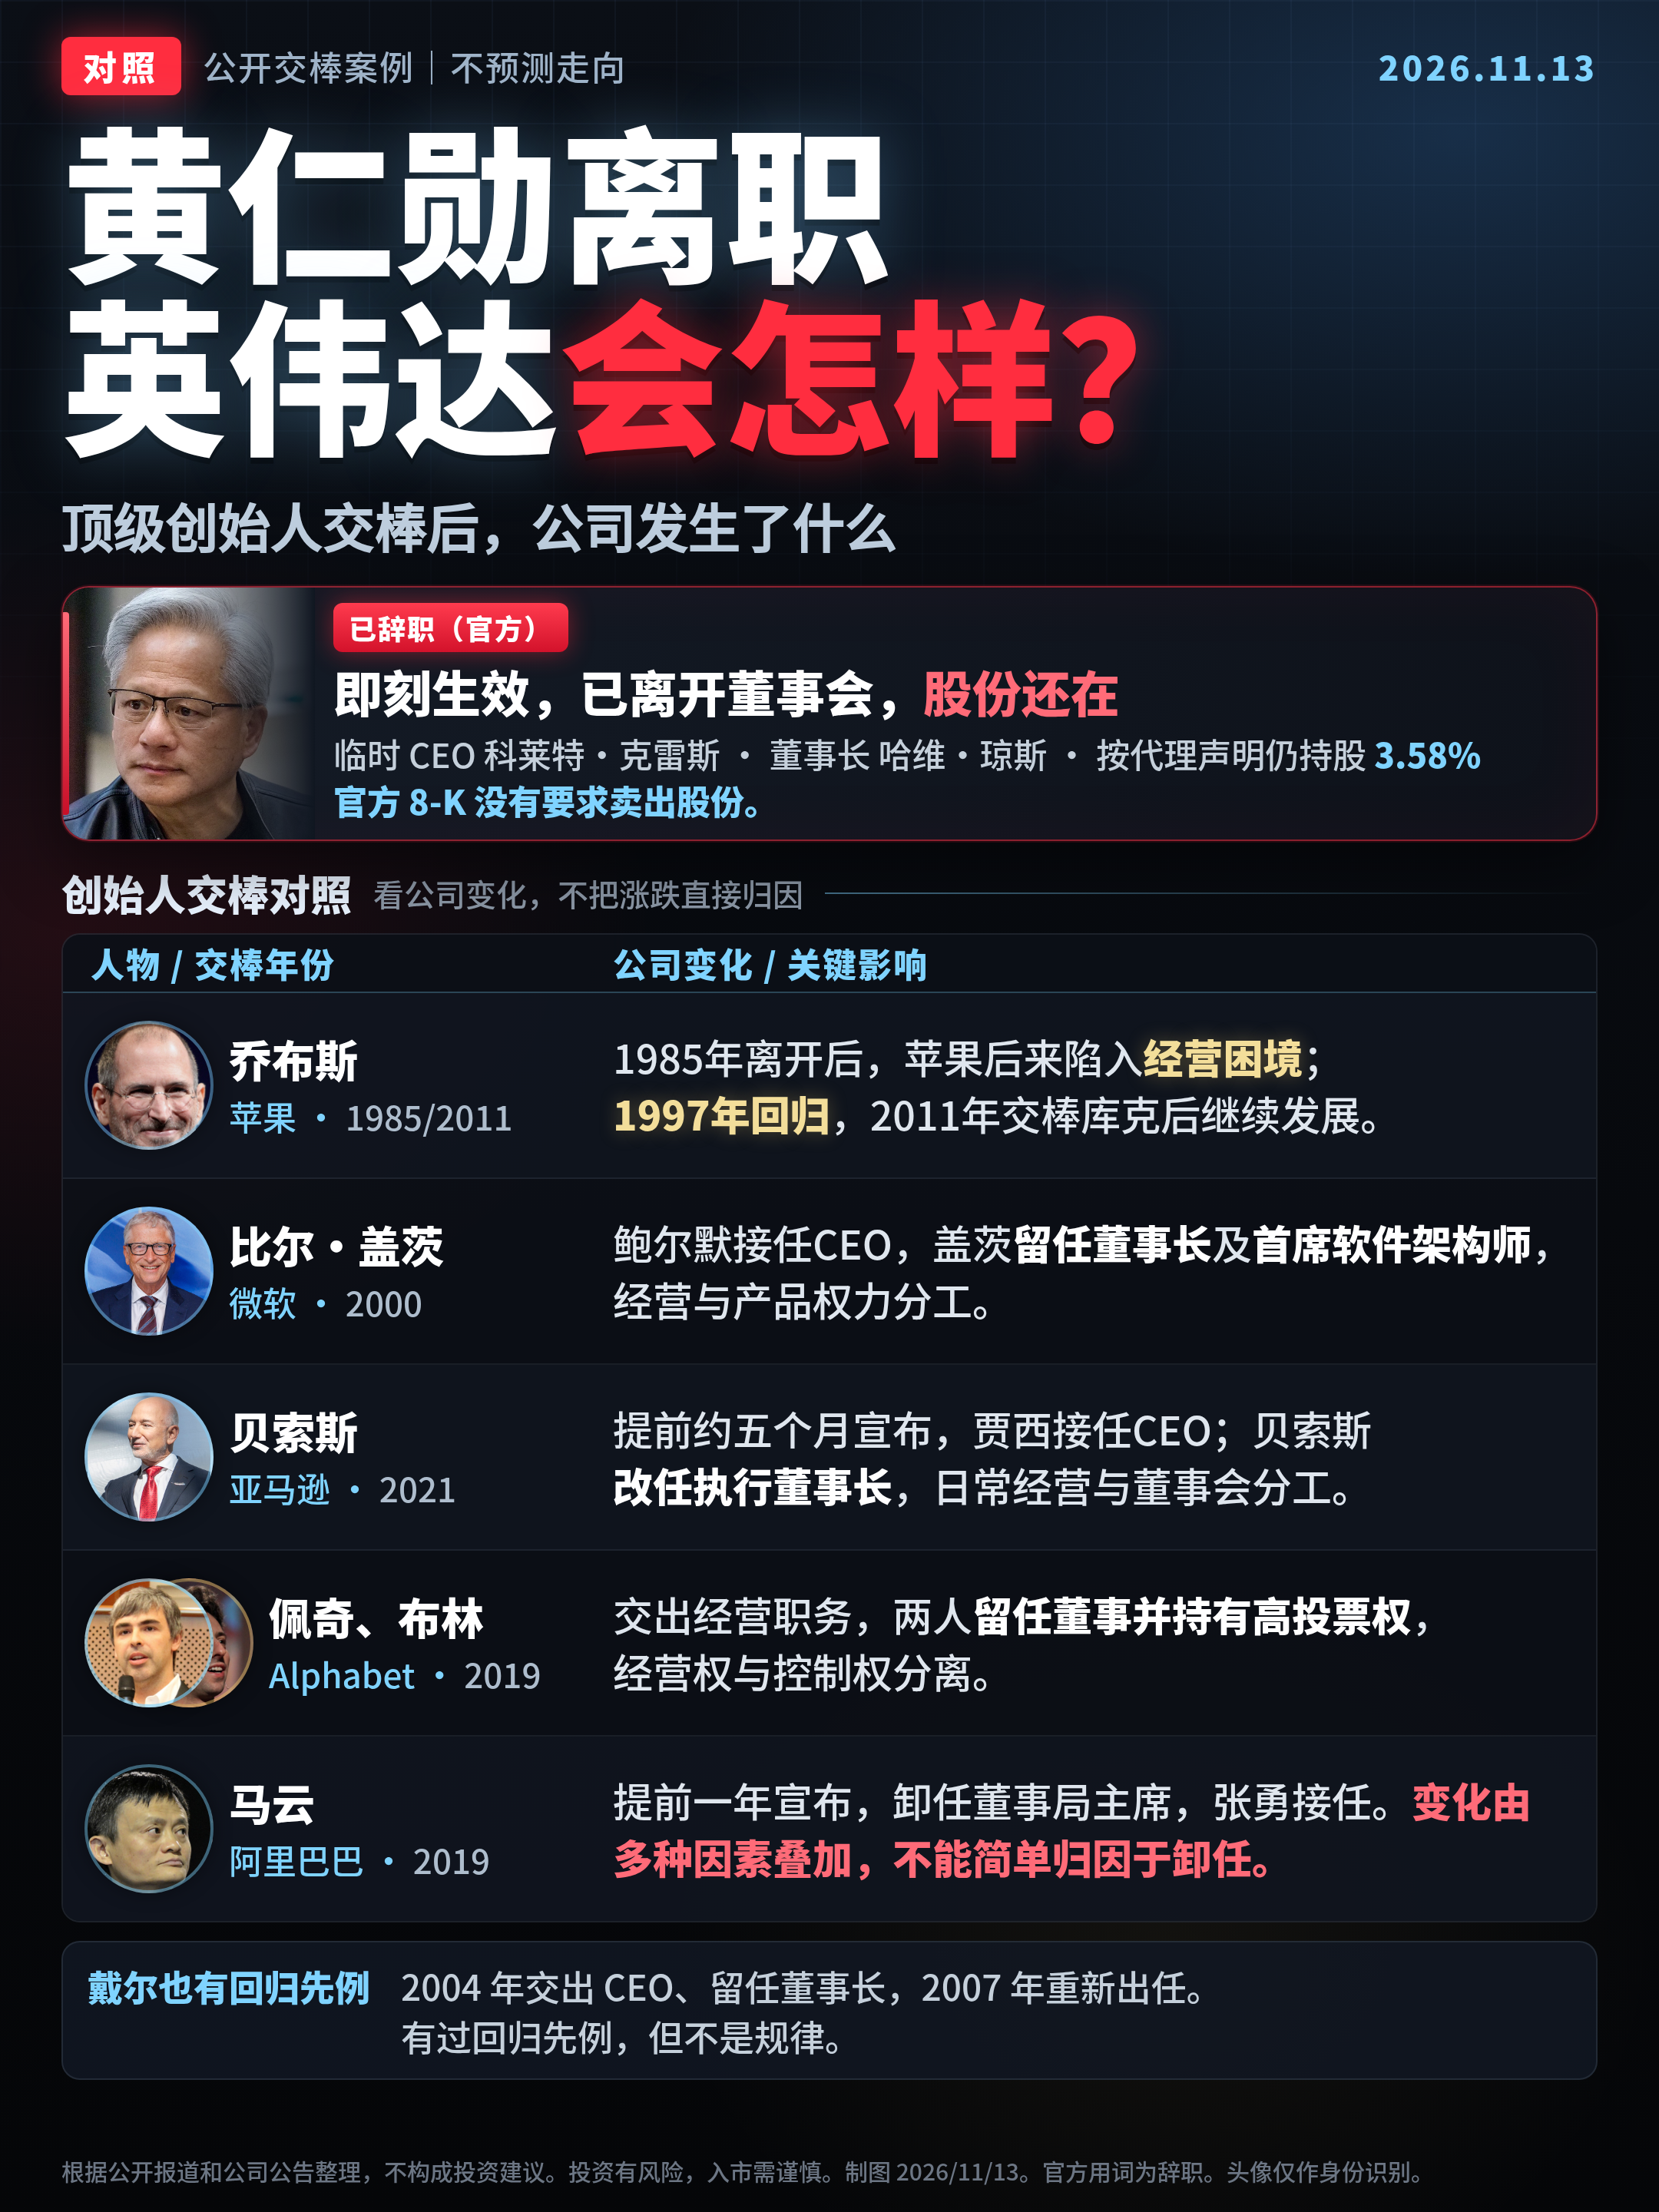 对照 公开交棒案例｜不预测走向 2026.11.13
黄仁勋离职
英伟达会怎样？
顶级创始人交棒后，公司发生了什么
已辞职（官方）
即刻生效，已离开董事会，股份还在
临时 CEO 科莱特·克雷斯 · 董事长 哈维·琼斯 · 按代理声明仍持股 3.58%
官方 8-K 没有要求卖出股份。
创始人交棒对照 看公司变化，不把涨跌直接归因
人物 / 交棒年份 公司变化 / 关键影响
乔布斯
苹果 · 1985/2011
1985年离开后，苹果后来陷入经营困境；
1997年回归，2011年交棒库克后继续发展。
比尔·盖茨
微软 · 2000
鲍尔默接任CEO，盖茨留任董事长及首席软件架构师，
经营与产品权力分工。
贝索斯
亚马逊 · 2021
提前约五个月宣布，贾西接任CEO；贝索斯
改任执行董事长，日常经营与董事会分工。
佩奇、布林
Alphabet · 2019
交出经营职务，两人留任董事并持有高投票权，
经营权与控制权分离。
马云
阿里巴巴 · 2019
提前一年宣布，卸任董事局主席，张勇接任。变化由
多种因素叠加，不能简单归因于卸任。
戴尔也有回归先例 2004 年交出 CEO、留任董事长，2007 年重新出任。
有过回归先例，但不是规律。
根据公开报道和公司公告整理，不构成投资建议。投资有风险，入市需谨慎。制图 2026/11/13。官方用词为辞职。头像仅作身份识别。